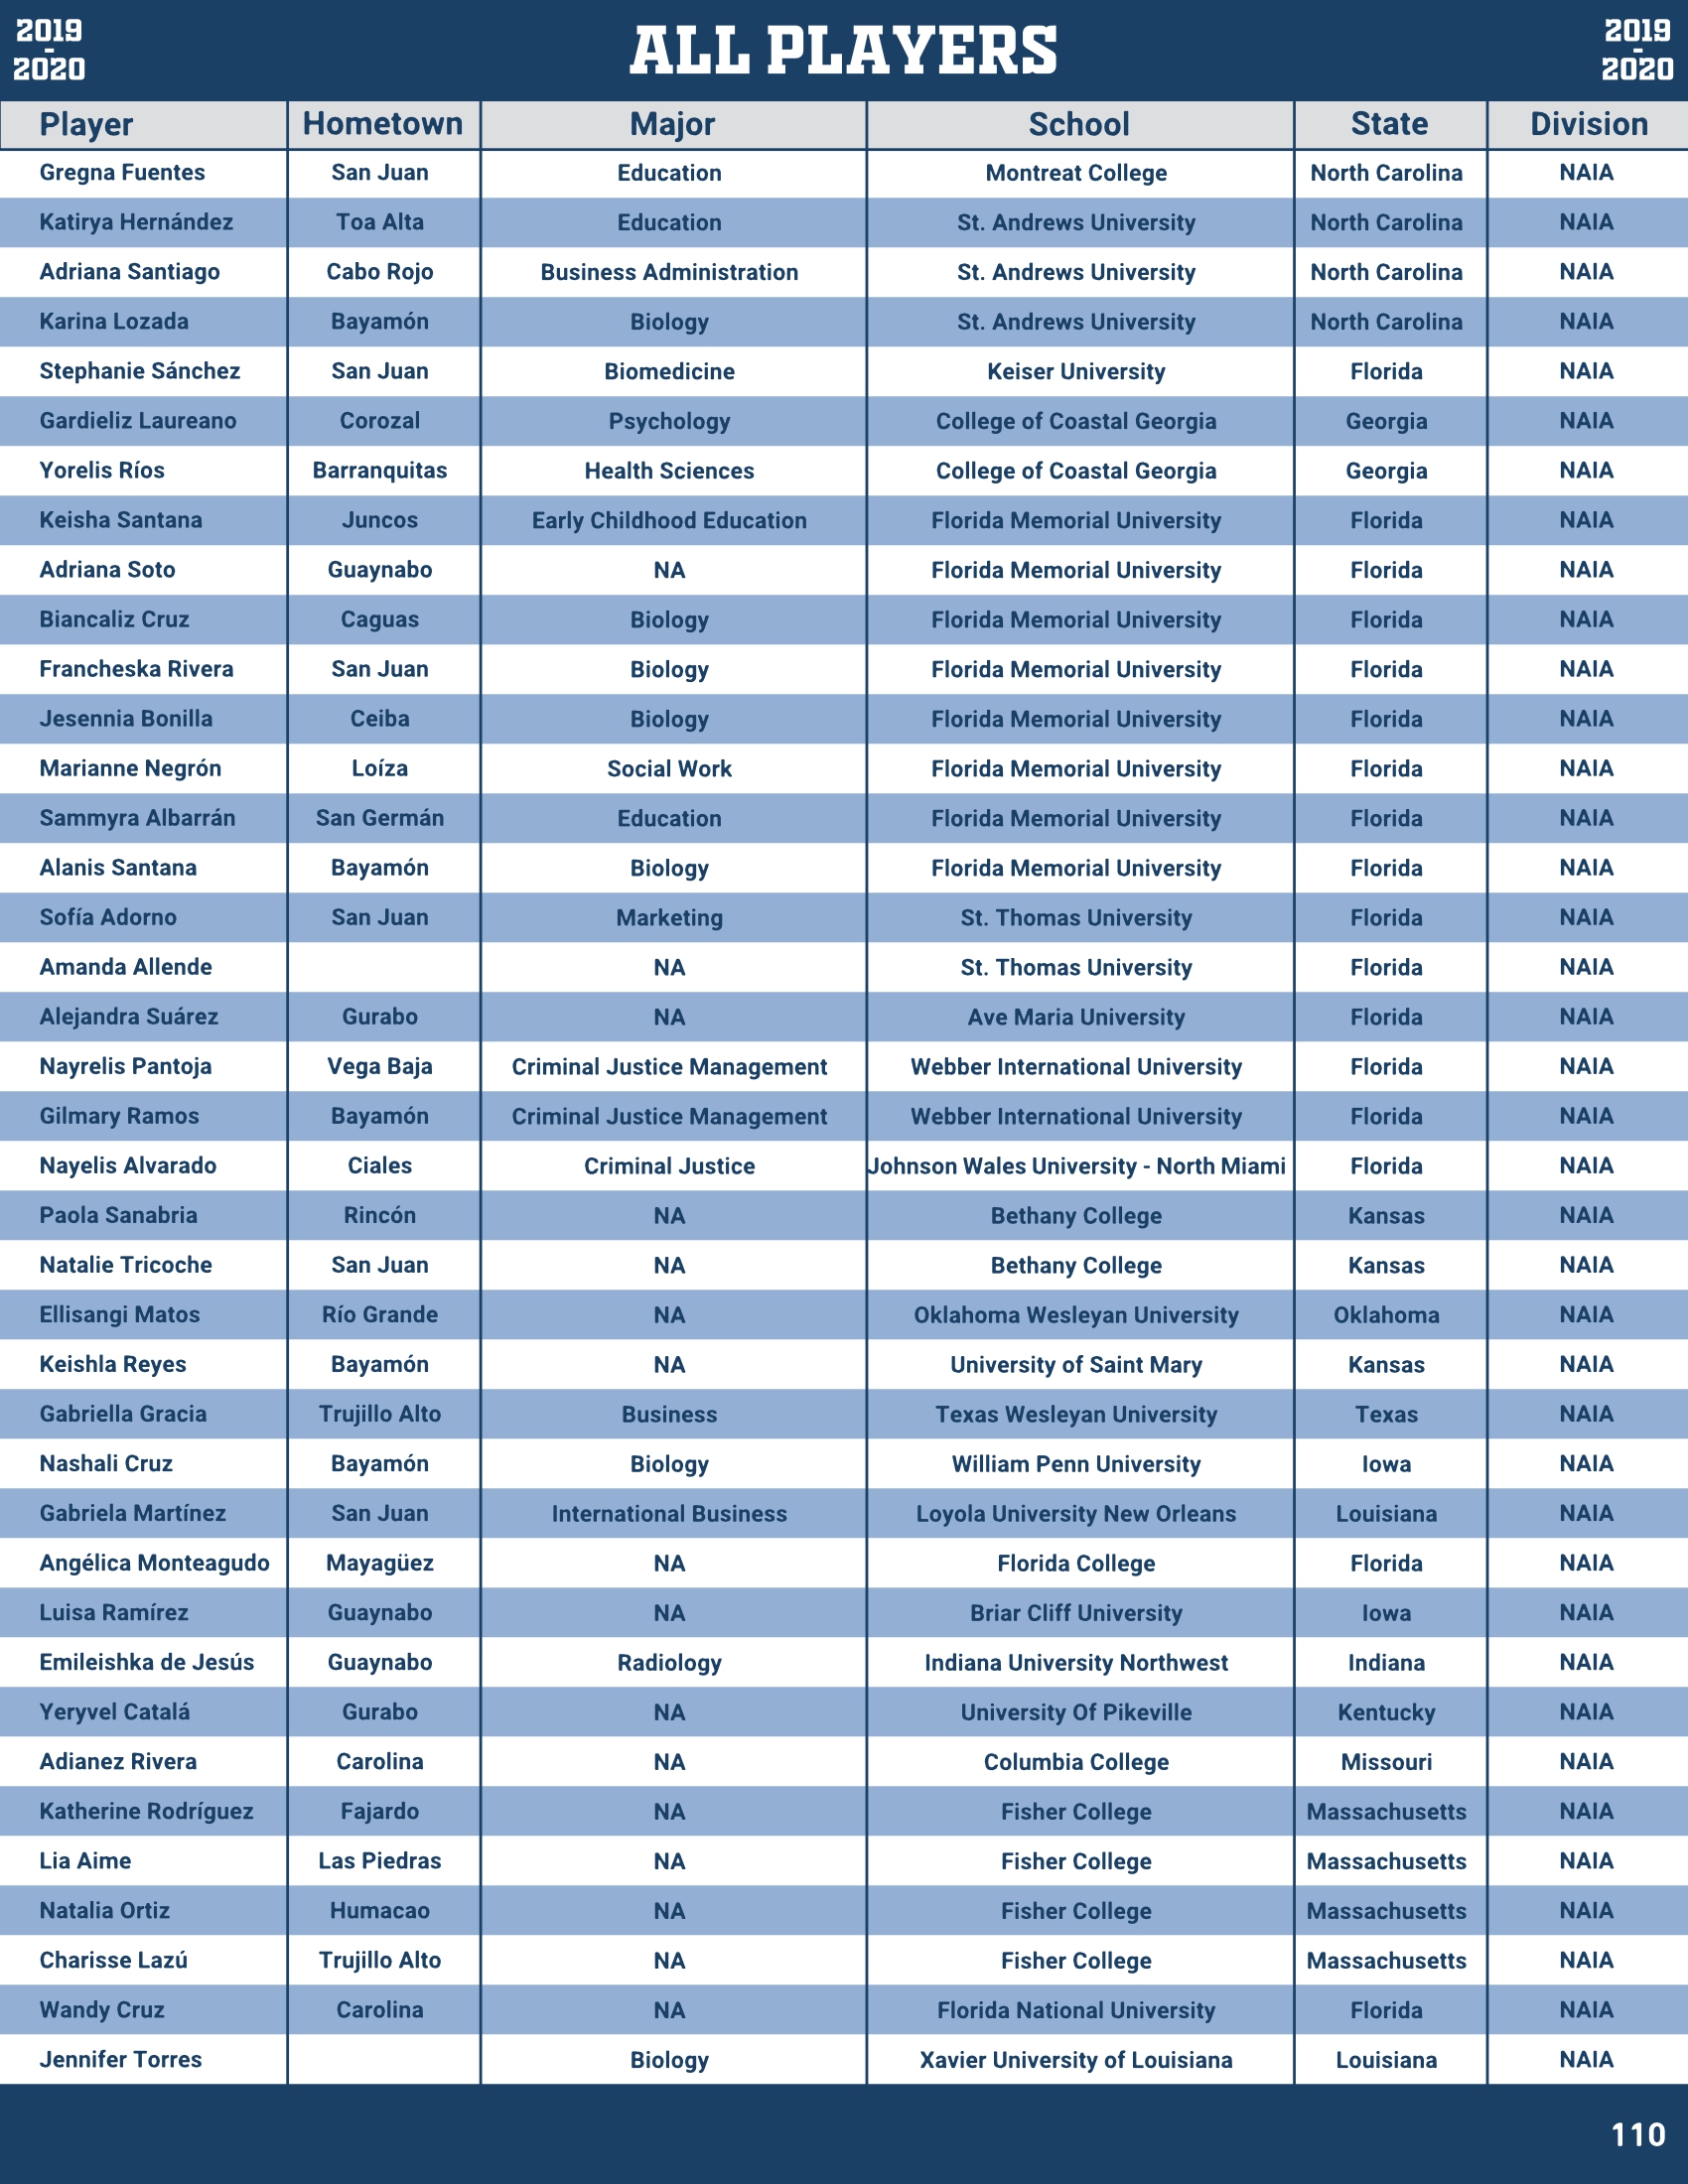 2019
-
2020
ALL PLAYERS
2019
-
2020
Player Hometown Major School State Division
Gregna Fuentes San Juan Education Montreat College North Carolina NAIA
Katirya Hernández Toa Alta Education St. Andrews University North Carolina NAIA
Adriana Santiago Cabo Rojo Business Administration St. Andrews University North Carolina NAIA
Karina Lozada Bayamón Biology St. Andrews University North Carolina NAIA
Stephanie Sánchez San Juan Biomedicine Keiser University Florida NAIA
Gardieliz Laureano Corozal Psychology College of Coastal Georgia Georgia NAIA
Yorelis Ríos Barranquitas Health Sciences College of Coastal Georgia Georgia NAIA
Keisha Santana Juncos Early Childhood Education Florida Memorial University Florida NAIA
Adriana Soto Guaynabo NA Florida Memorial University Florida NAIA
Biancaliz Cruz Caguas Biology Florida Memorial University Florida NAIA
Francheska Rivera San Juan Biology Florida Memorial University Florida NAIA
Jesennia Bonilla Ceiba Biology Florida Memorial University Florida NAIA
Marianne Negrón Loíza Social Work Florida Memorial University Florida NAIA
Sammyra Albarrán San Germán Education Florida Memorial University Florida NAIA
Alanis Santana Bayamón Biology Florida Memorial University Florida NAIA
Sofía Adorno San Juan Marketing St. Thomas University Florida NAIA
Amanda Allende NA St. Thomas University Florida NAIA
Alejandra Suárez Gurabo NA Ave Maria University Florida NAIA
Nayrelis Pantoja Vega Baja Criminal Justice Management Webber International University Florida NAIA
Gilmary Ramos Bayamón Criminal Justice Management Webber International University Florida NAIA
Nayelis Alvarado Ciales Criminal Justice Johnson Wales University - North Miami Florida NAIA
Paola Sanabria Rincón NA Bethany College Kansas NAIA
Natalie Tricoche San Juan NA Bethany College Kansas NAIA
Ellisangi Matos Río Grande NA Oklahoma Wesleyan University Oklahoma NAIA
Keishla Reyes Bayamón NA University of Saint Mary Kansas NAIA
Gabriella Gracia Trujillo Alto Business Texas Wesleyan University Texas NAIA
Nashali Cruz Bayamón Biology William Penn University Iowa NAIA
Gabriela Martínez San Juan International Business Loyola University New Orleans Louisiana NAIA
Angélica Monteagudo Mayagüez NA Florida College Florida NAIA
Luisa Ramírez Guaynabo NA Briar Cliff University Iowa NAIA
Emileishka de Jesús Guaynabo Radiology Indiana University Northwest Indiana NAIA
Yeryvel Catalá Gurabo NA University Of Pikeville Kentucky NAIA
Adianez Rivera Carolina NA Columbia College Missouri NAIA
Katherine Rodríguez Fajardo NA Fisher College Massachusetts NAIA
Lia Aime Las Piedras NA Fisher College Massachusetts NAIA
Natalia Ortiz Humacao NA Fisher College Massachusetts NAIA
Charisse Lazú Trujillo Alto NA Fisher College Massachusetts NAIA
Wandy Cruz Carolina NA Florida National University Florida NAIA
Jennifer Torres Biology Xavier University of Louisiana Louisiana NAIA
110